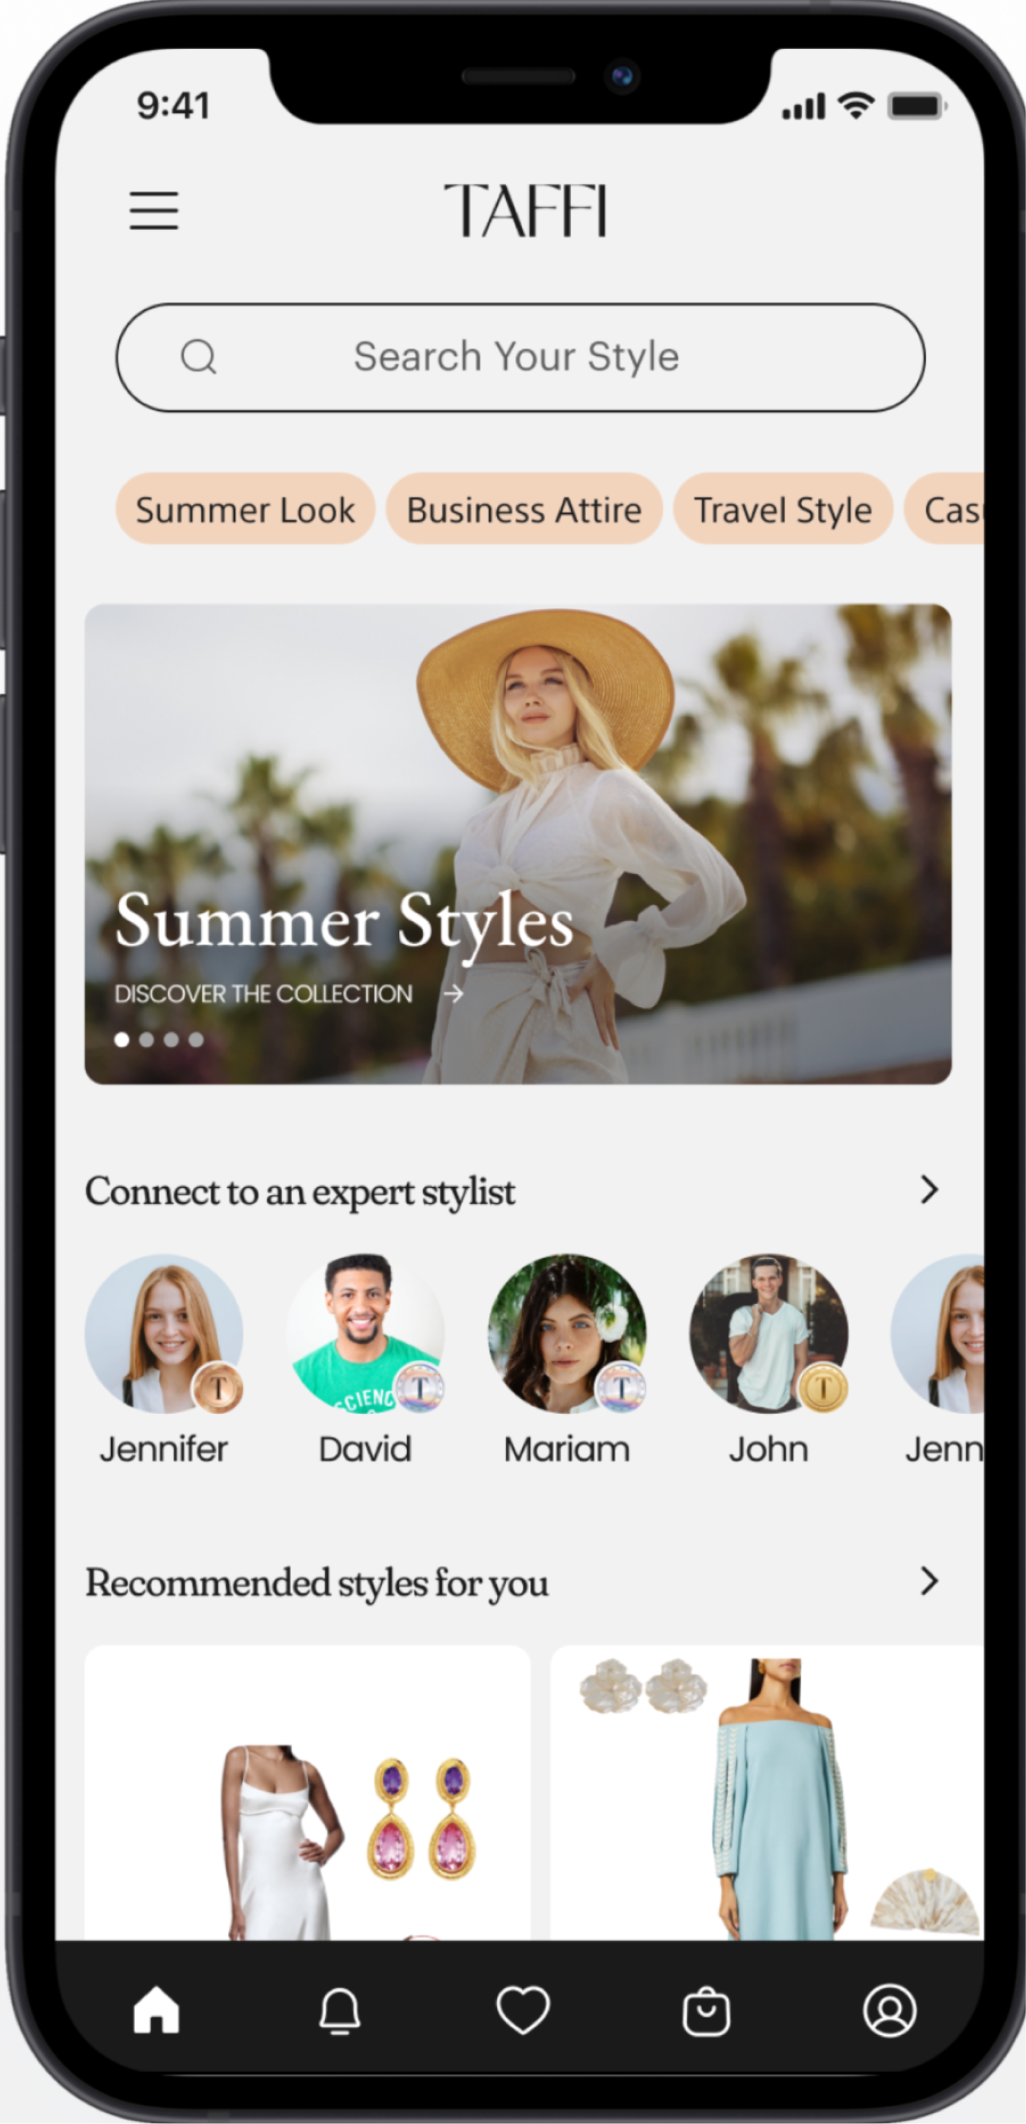 9:41
TAFFI
Search Your Style
Summer Look Business Attire Travel Style Cas
Summer Styles
DISCOVER THE COLLECTION →
Connect to an expert stylist
SCIENC
T T T T
Jennifer David Mariam John Jenn
Recommended styles for you